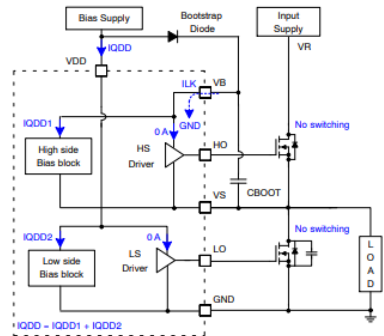 Bias Supply
Bootstrap
Diode
Input
Supply
IQDD
VR
VDD
ILK
VB
IQDD1
GND
No switching
0 A
High side
Bias block
HS
Driver
HO
VS
CBOOT
No switching
IQDD2
0 A
LO
Low side
Bias block
LS
Driver
LOAD
GND
IQDD = IQDD1 + IQDD2